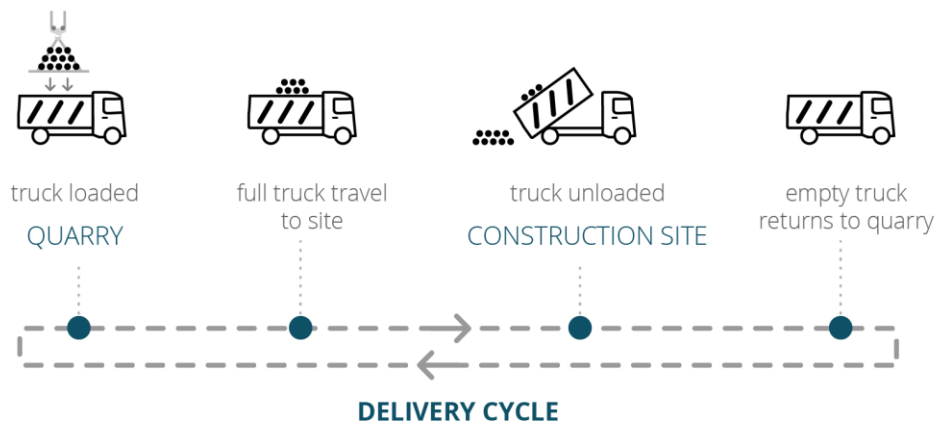 truck loaded
QUARRY
full truck travel
to site
truck unloaded
CONSTRUCTION SITE
empty truck
returns to quarry
DELIVERY CYCLE